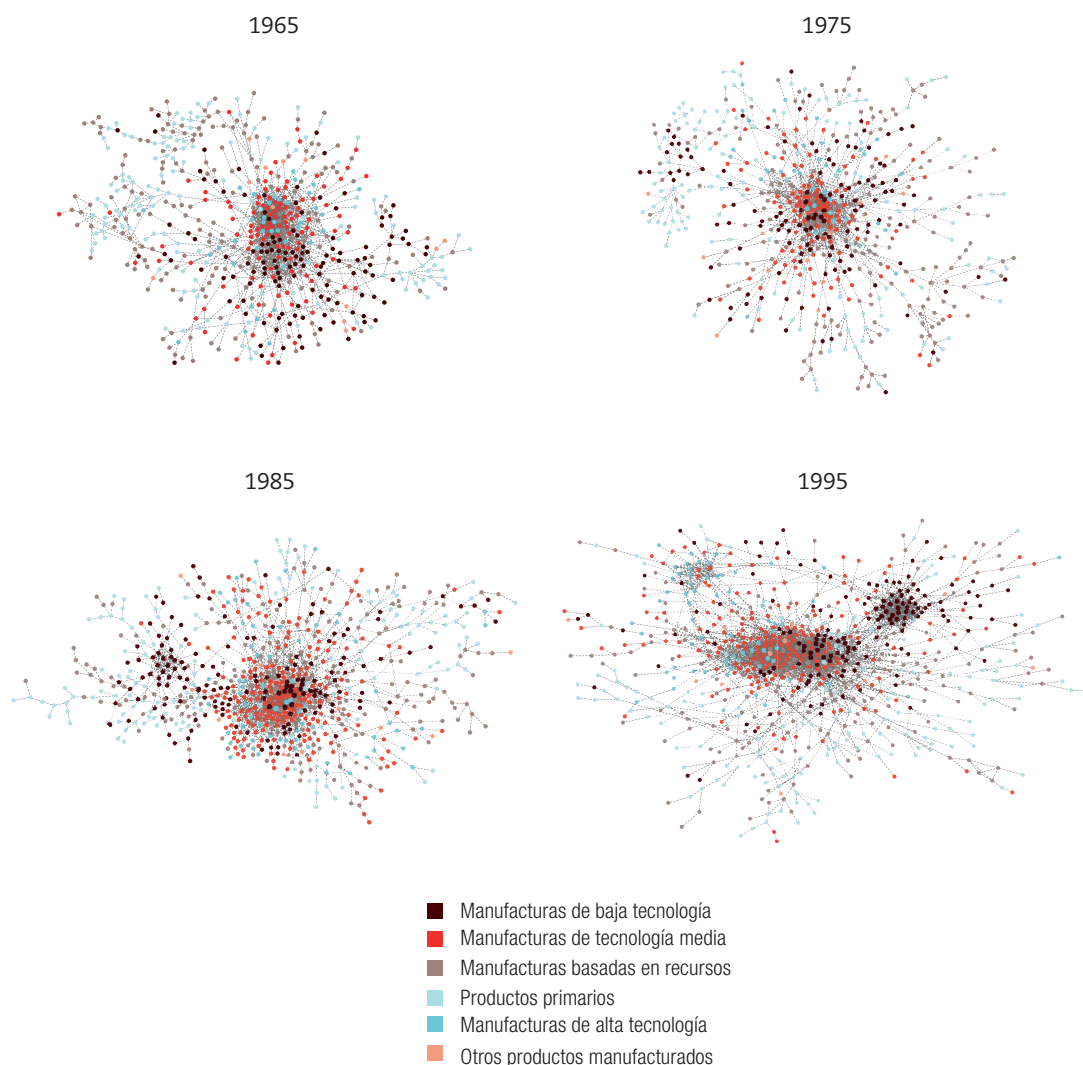 1965
1975
1985
1995
Manufacturas de baja tecnología
Manufacturas de tecnología media
Manufacturas basadas en recursos
Productos primarios
Manufacturas de alta tecnología
Otros productos manufacturados